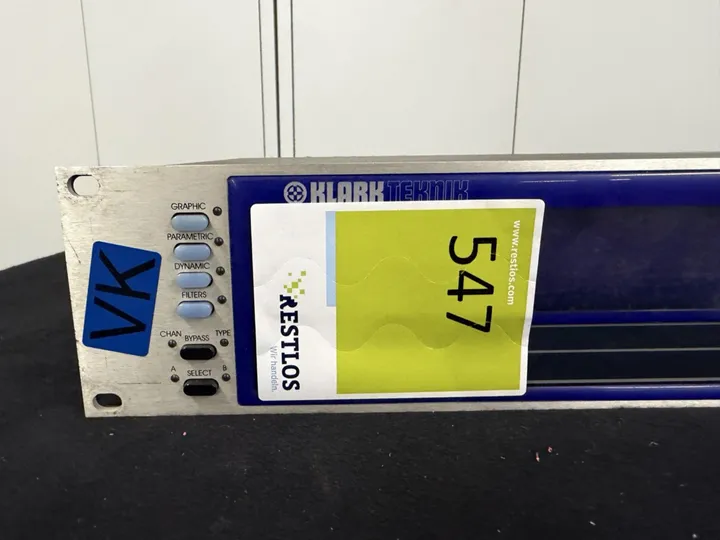 KLARK TEKNIK
GRAPHIC
PARAMETRIC
DYNAMIC
FILTERS
CHAN
BYPASS
TYPE
A
SELECT
B
VK
RESTLOS
Wir handeln.
547
www.restlos.com